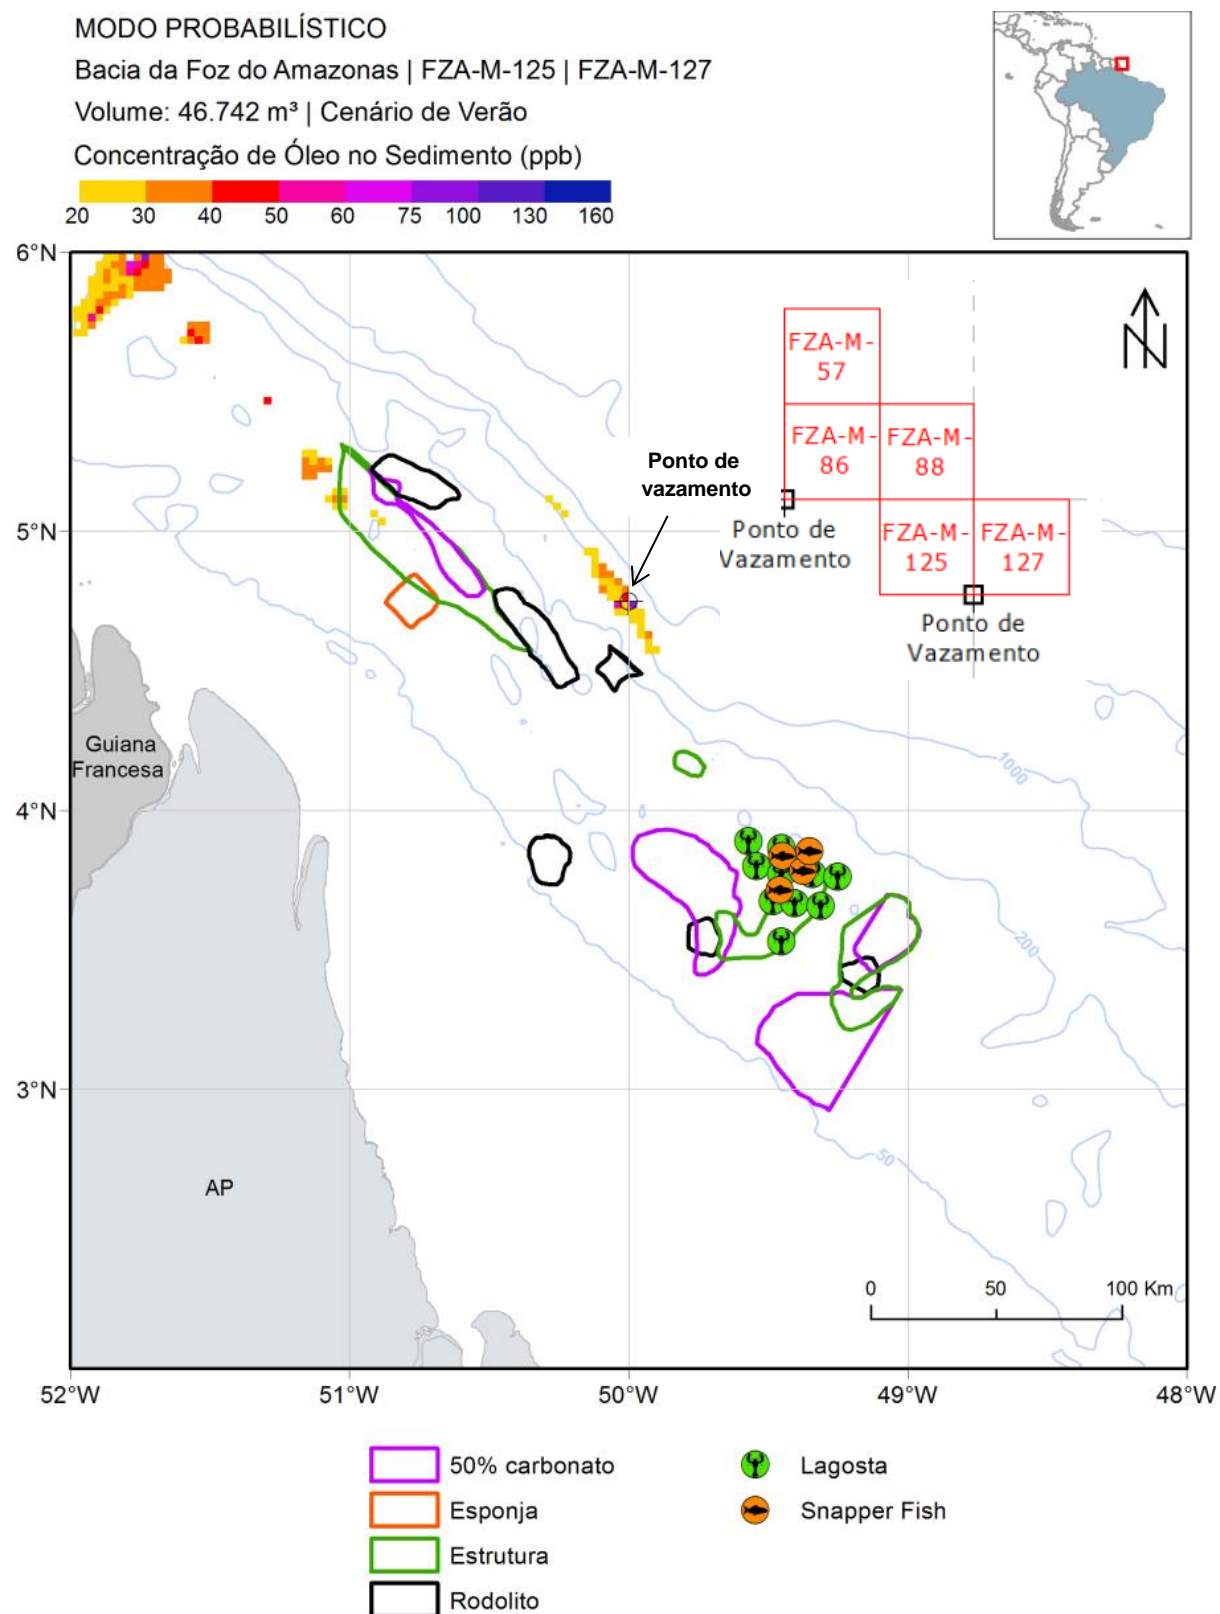 MODO PROBABILÍSTICO
Bacia da Foz do Amazonas | FZA-M-125 | FZA-M-127
Volume: 46.742 m³ | Cenário de Verão
Concentração de Óleo no Sedimento (ppb)
20 30 40 50 60 75 100 130 160
6°N
5°N
4°N
3°N
FZA-M-
57
FZA-M-
86
FZA-M-
88
FZA-M-
125
FZA-M-
127
Ponto de
Vazamento
Ponto de
Vazamento
Ponto de
vazamento
N
Guiana
Francesa
AP
1000
200
50
0 50 100 Km
52°W 51°W 50°W 49°W 48°W
50% carbonato
Esponja
Estrutura
Rodolito
Lagosta
Snapper Fish